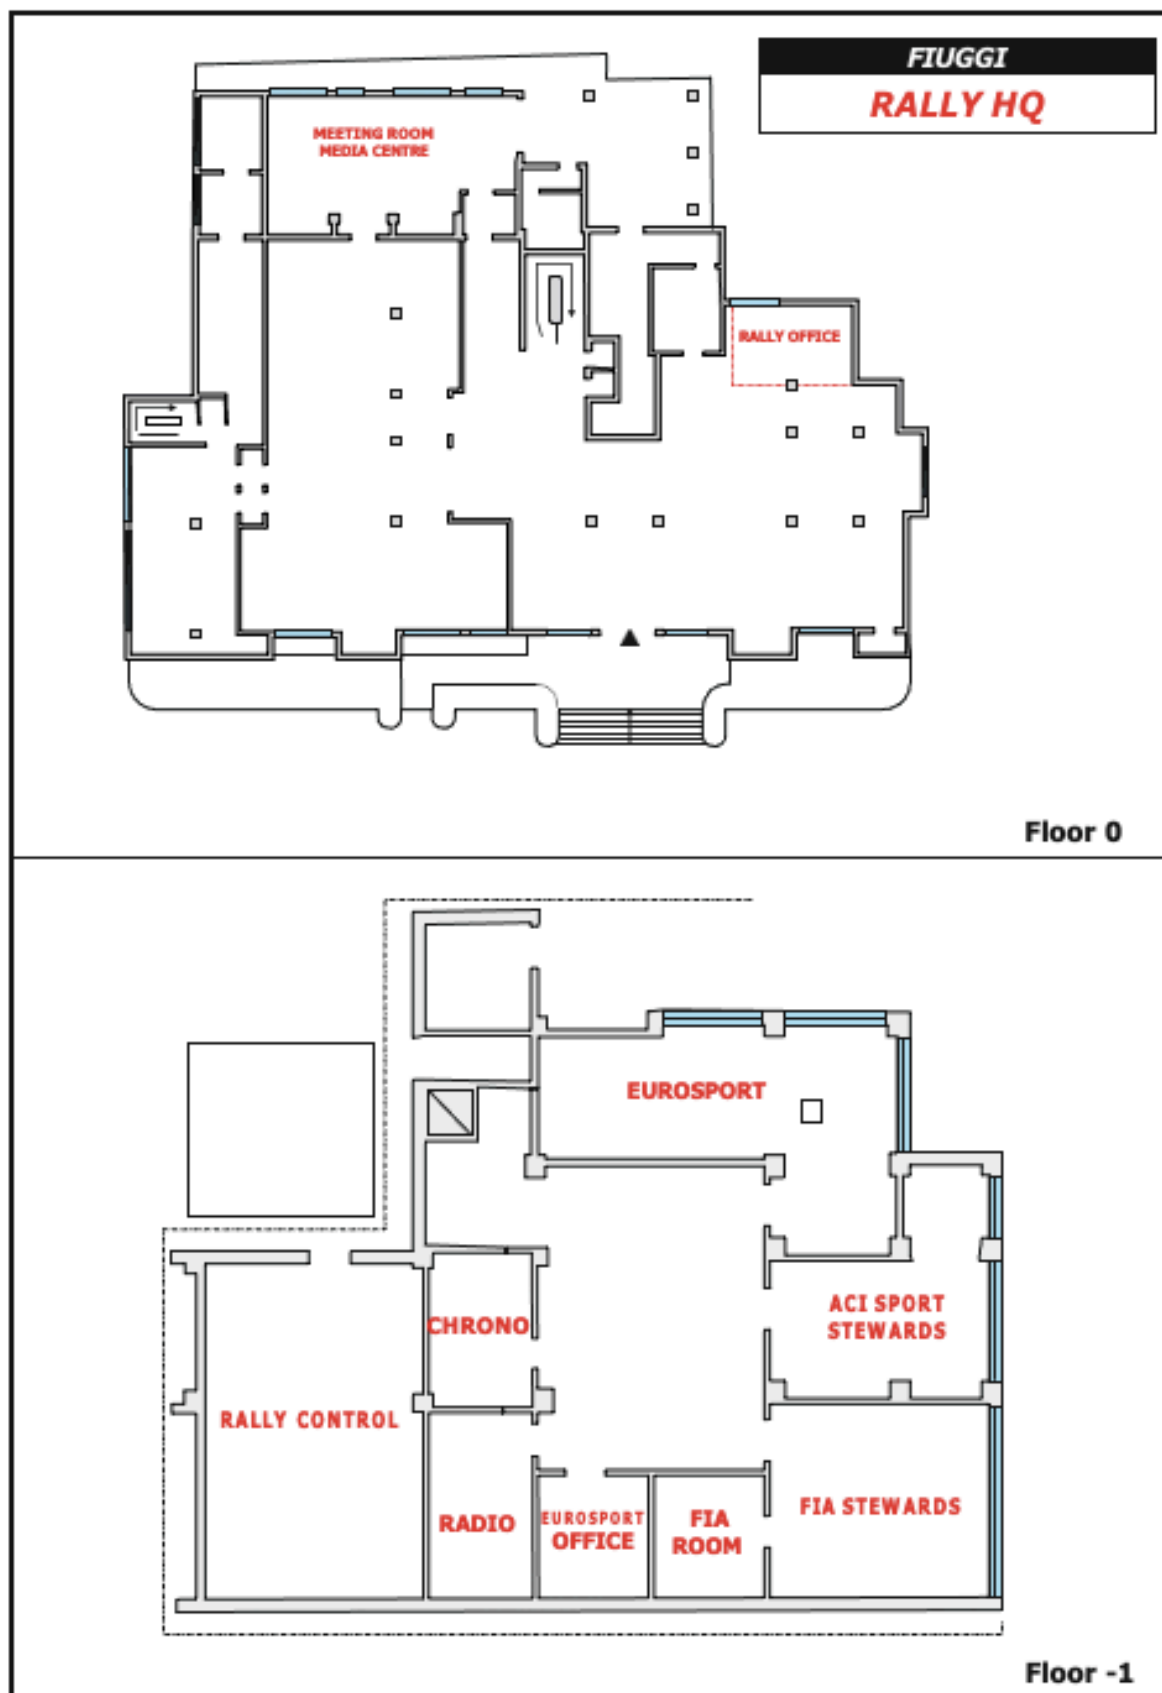 FIUGGI
RALLY HQ
MEETING ROOM
MEDIA CENTRE
RALLY OFFICE
Floor 0
EUROSPORT
ACI SPORT
STEWARDS
CHRONO
RALLY CONTROL
RADIO
EUROSPORT
OFFICE
FIA
ROOM
FIA STEWARDS
Floor -1